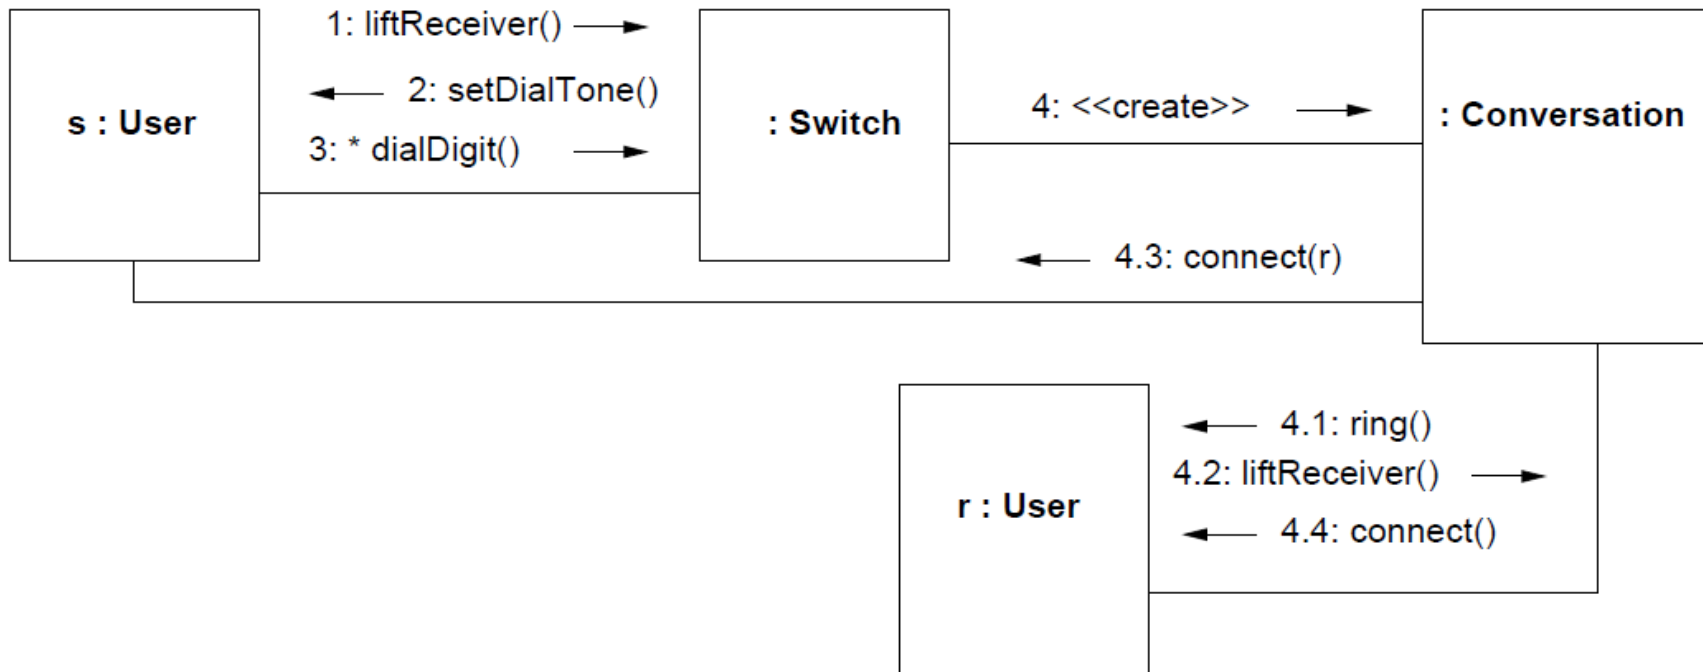 1: liftReceiver()
2: setDialTone()
s : User
: Switch
3: * dialDigit()
4: <<create>>
: Conversation
4.3: connect(r)
4.1: ring()
4.2: liftReceiver()
r : User
4.4: connect()